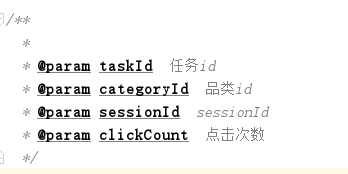 /**
*
* @param taskId 任务id
* @param categoryId 品类id
* @param sessionId sessionId
* @param clickCount 点击次数
*/